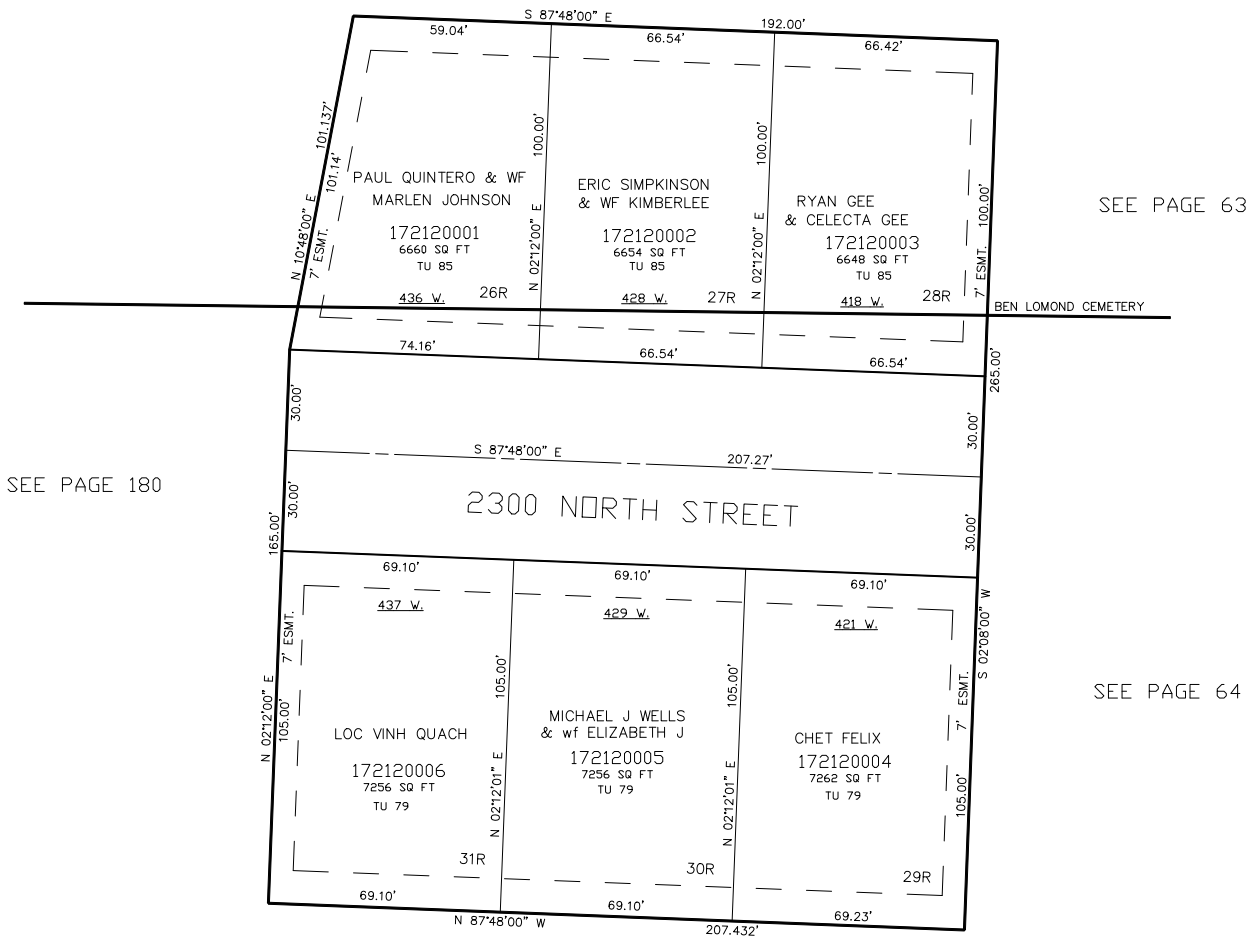 S 87°48'00" E
192.00'
59.04'
66.54'
66.42'
101.137'
101.14'
N 10°48'00" E
7' ESMT.
100.00'
N 02°12'00" E
100.00'
N 02°12'00" E
100.00'
7' ESMT.
PAUL QUINTERO & WF
MARLEN JOHNSON
172120001
6660 SQ FT
TU 85
436 W.
26R
ERIC SIMPKINSON
& WF KIMBERLEE
172120002
6654 SQ FT
TU 85
428 W.
27R
RYAN GEE
& CELECTA GEE
172120003
6648 SQ FT
TU 85
418 W.
28R
SEE PAGE 63
BEN LOMOND CEMETERY
74.16'
66.54'
66.54'
265.00'
30.00'
30.00'
S 87°48'00" E
207.27'
SEE PAGE 180
2300 NORTH STREET
30.00'
30.00'
165.00'
69.10'
69.10'
69.10'
437 W.
429 W.
421 W.
7' ESMT.
N 02°12'00" E
105.00'
105.00'
N 02°12'01" E
105.00'
N 02°12'01" E
S 02°08'00" W
7' ESMT.
105.00'
SEE PAGE 64
LOC VINH QUACH
172120006
7256 SQ FT
TU 79
31R
MICHAEL J WELLS
& wf ELIZABETH J
172120005
7256 SQ FT
TU 79
30R
CHET FELIX
172120004
7262 SQ FT
TU 79
29R
69.10'
69.10'
69.23'
N 87°48'00" W
207.432'